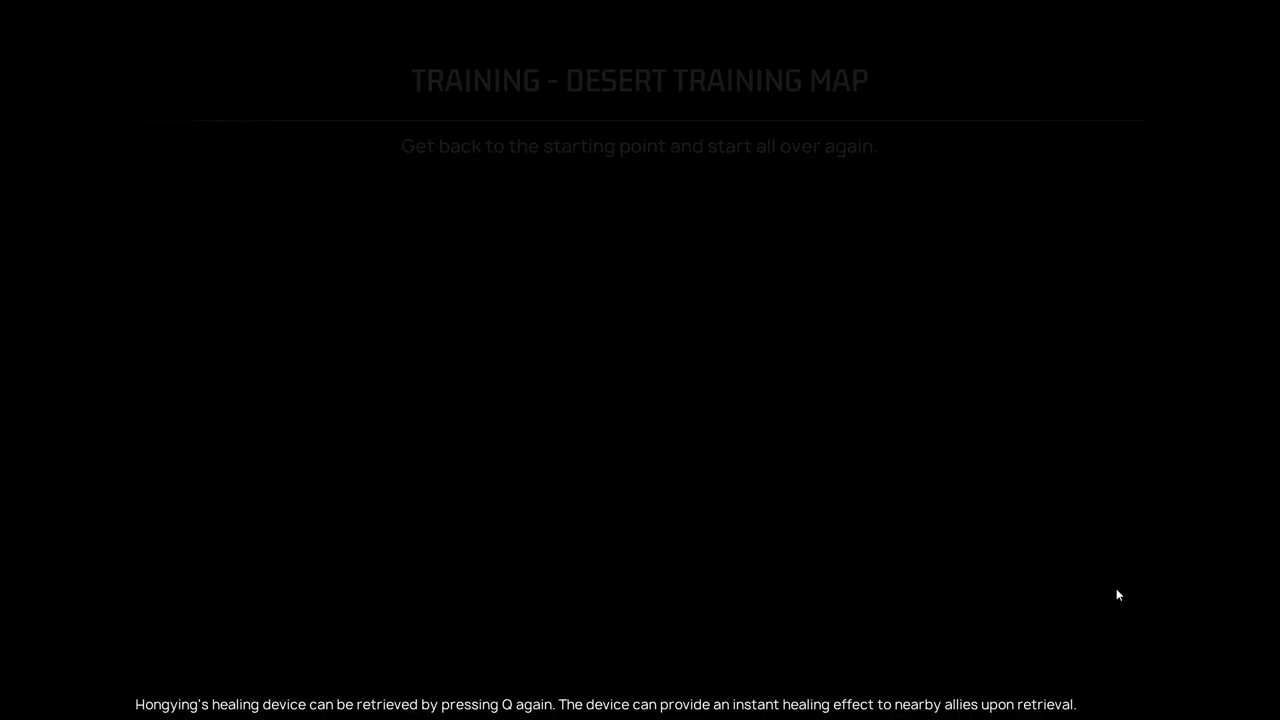 TRAINING - DESERT TRAINING MAP
Get back to the starting point and start all over again.
Hongying's healing device can be retrieved by pressing Q again. The device can provide an instant healing effect to nearby allies upon retrieval.